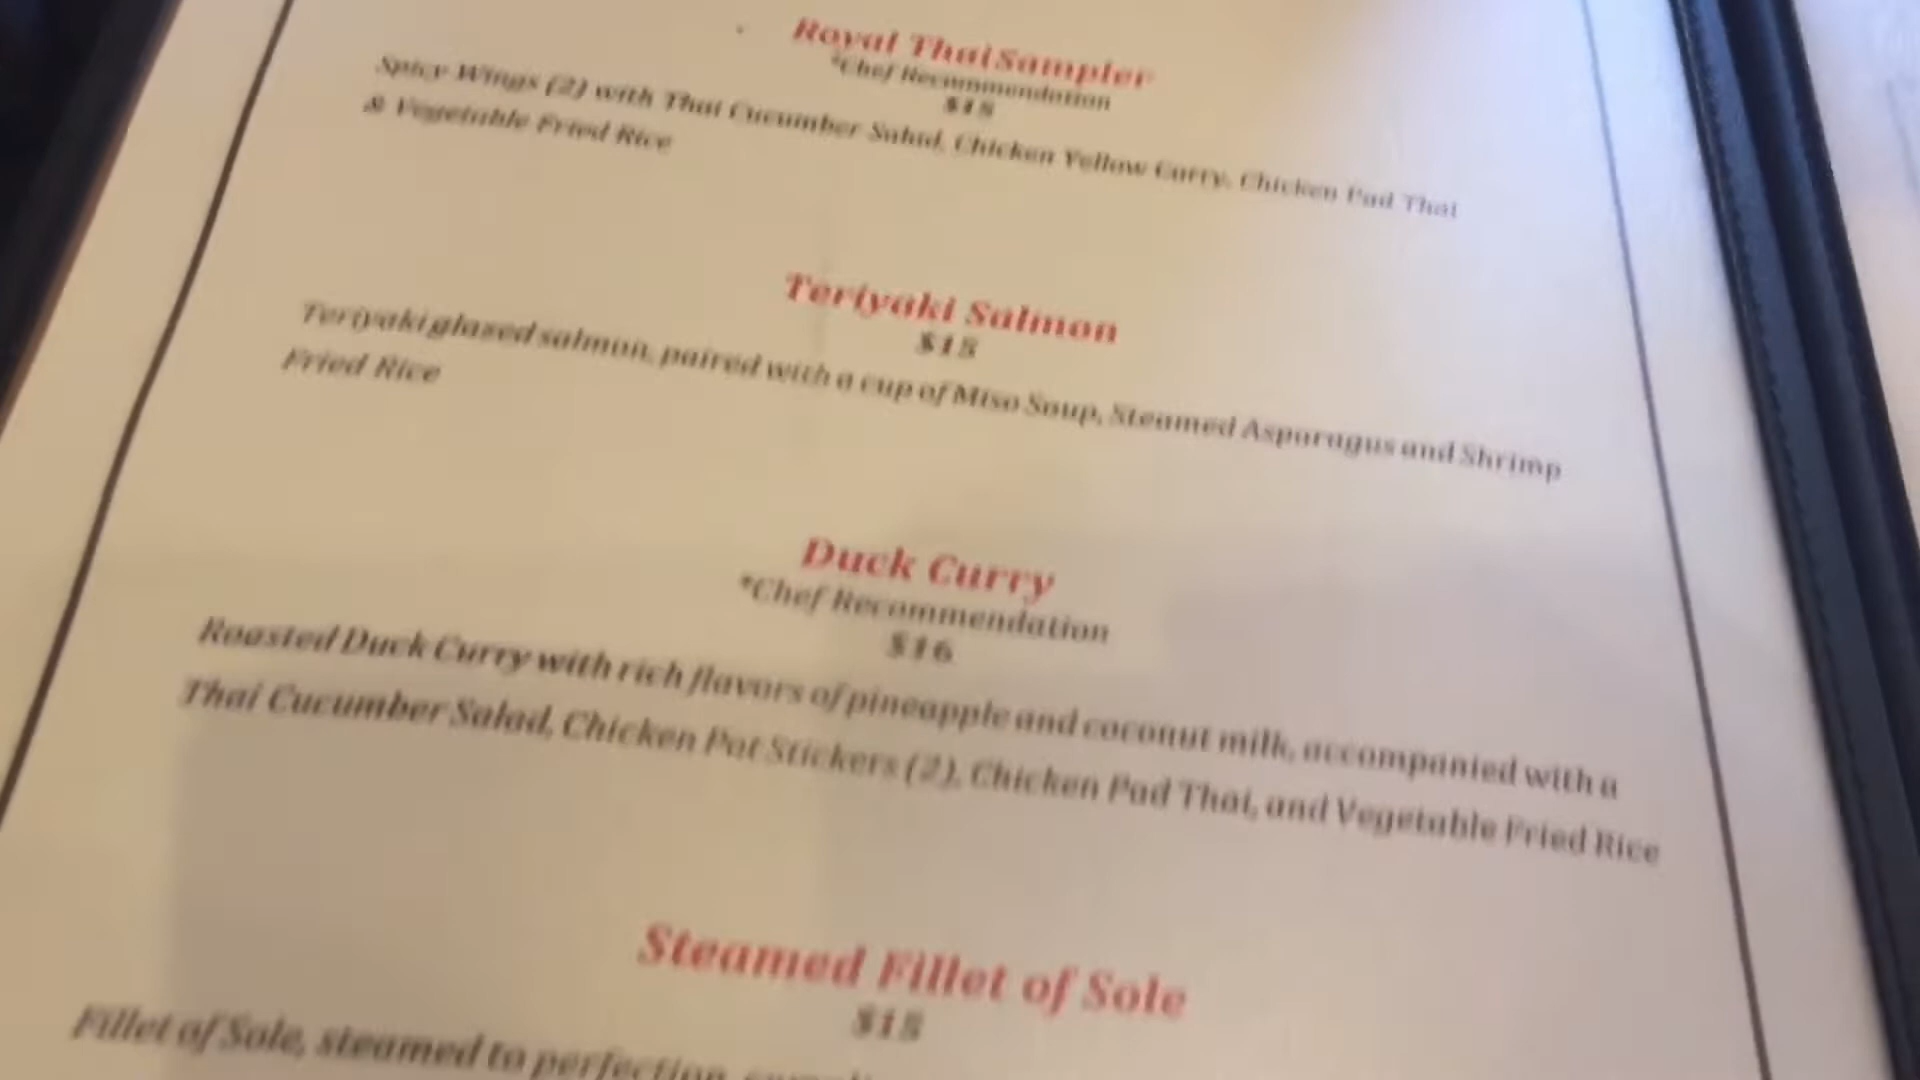 Royal Thai Sampler
*Chef Recommendation
$15
Spicy Wings (2) with Thai Cucumber Salad, Chicken Yellow Curry, Chicken Pad Thai
& Vegetable Fried Rice
Teriyaki Salmon
$15
Teriyaki glazed salmon, paired with a cup of Miso Soup, Steamed Asparagus and Shrimp
Fried Rice
Duck Curry
*Chef Recommendation
$16
Roasted Duck Curry with rich flavors of pineapple and coconut milk, accompanied with a
Thai Cucumber Salad, Chicken Pot Stickers (2), Chicken Pad Thai, and Vegetable Fried Rice
Steamed Fillet of Sole
$15
Fillet of Sole, steamed to perfection,